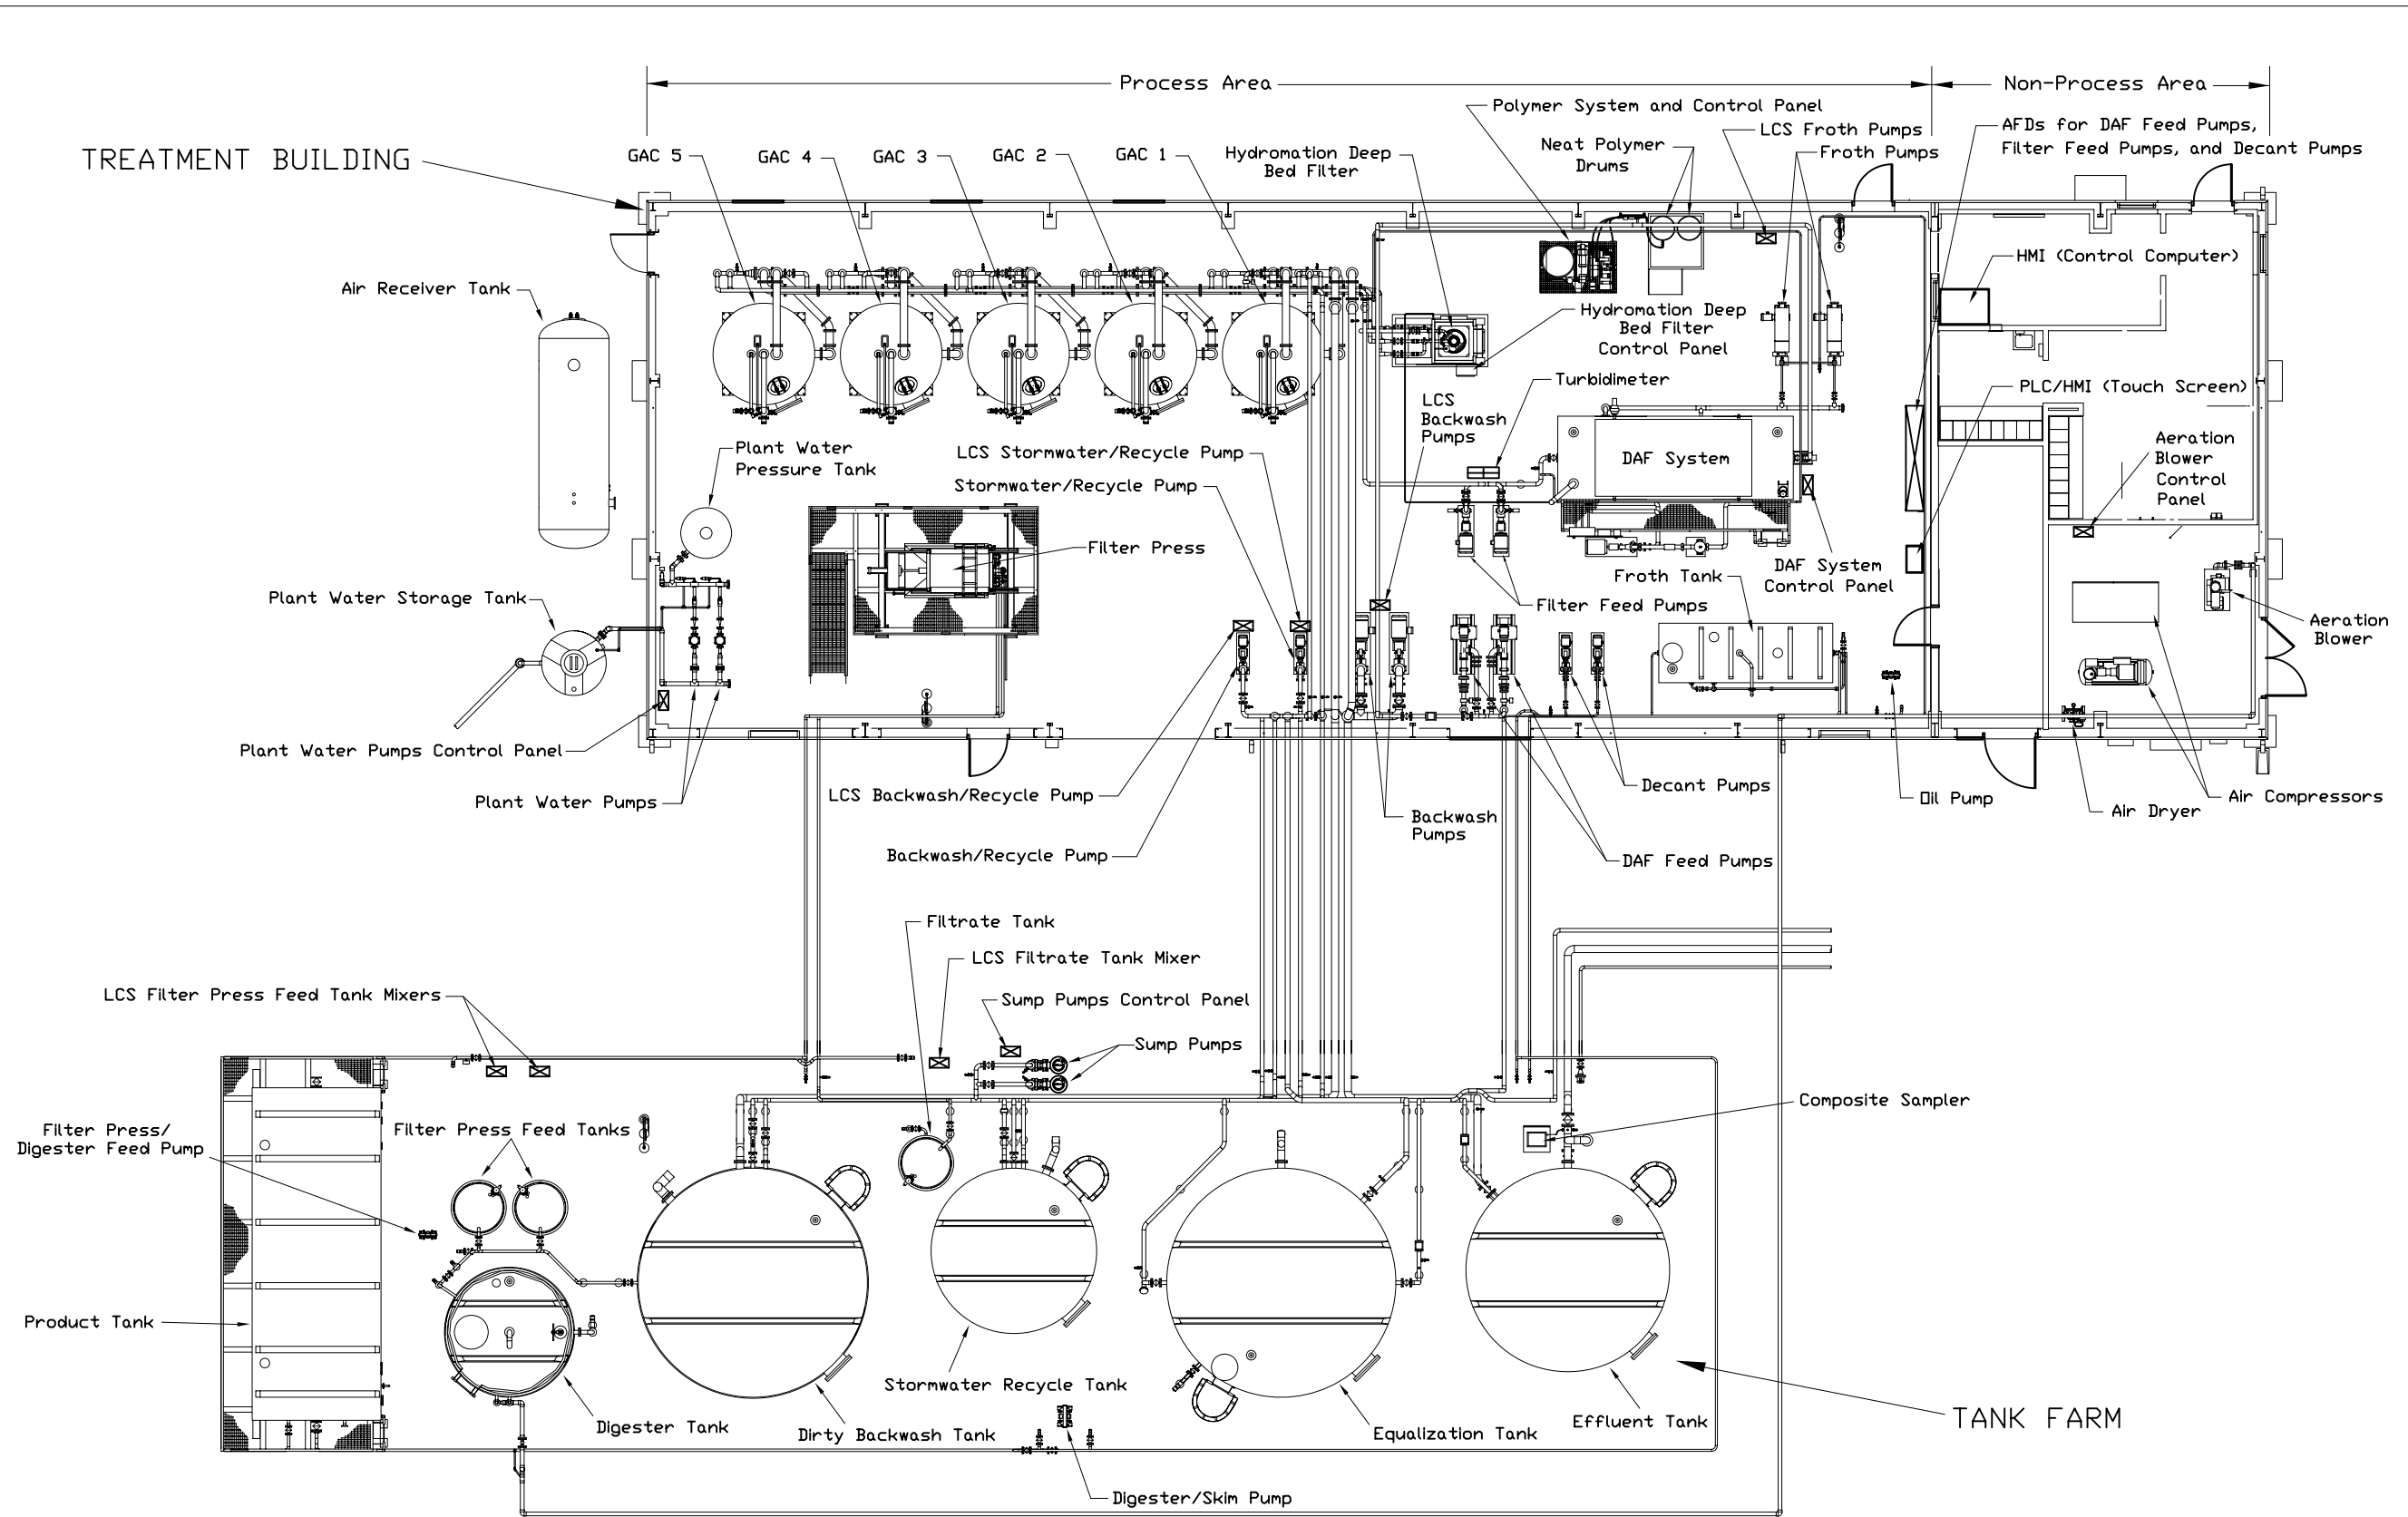 Process Area
Non-Process Area
Polymer System and Control Panel
LCS Froth Pumps
Froth Pumps
AFDs for DAF Feed Pumps,
Filter Feed Pumps, and Decant Pumps
TREATMENT BUILDING
GAC 5
GAC 4
GAC 3
GAC 2
GAC 1
Hydromation Deep
Bed Filter
Neat Polymer
Drums
HMI (Control Computer)
Air Receiver Tank
Hydromation Deep
Bed Filter
Control Panel
Turbidimeter
PLC/HMI (Touch Screen)
LCS
Backwash
Pumps
Plant Water
Pressure Tank
LCS Stormwater/Recycle Pump
Stormwater/Recycle Pump
DAF System
Aeration
Blower
Control
Panel
Filter Press
DAF System
Control Panel
Froth Tank
Plant Water Storage Tank
Filter Feed Pumps
Aeration
Blower
Plant Water Pumps Control Panel
Plant Water Pumps
LCS Backwash/Recycle Pump
Decant Pumps
Oil Pump
Air Compressors
Air Dryer
Backwash
Pumps
Backwash/Recycle Pump
DAF Feed Pumps
Filtrate Tank
LCS Filtrate Tank Mixer
LCS Filter Press Feed Tank Mixers
Sump Pumps Control Panel
Sump Pumps
Composite Sampler
Filter Press/
Digester Feed Pump
Filter Press Feed Tanks
Product Tank
Stormwater Recycle Tank
Digester Tank
Dirty Backwash Tank
Equalization Tank
Effluent Tank
TANK FARM
Digester/Skim Pump